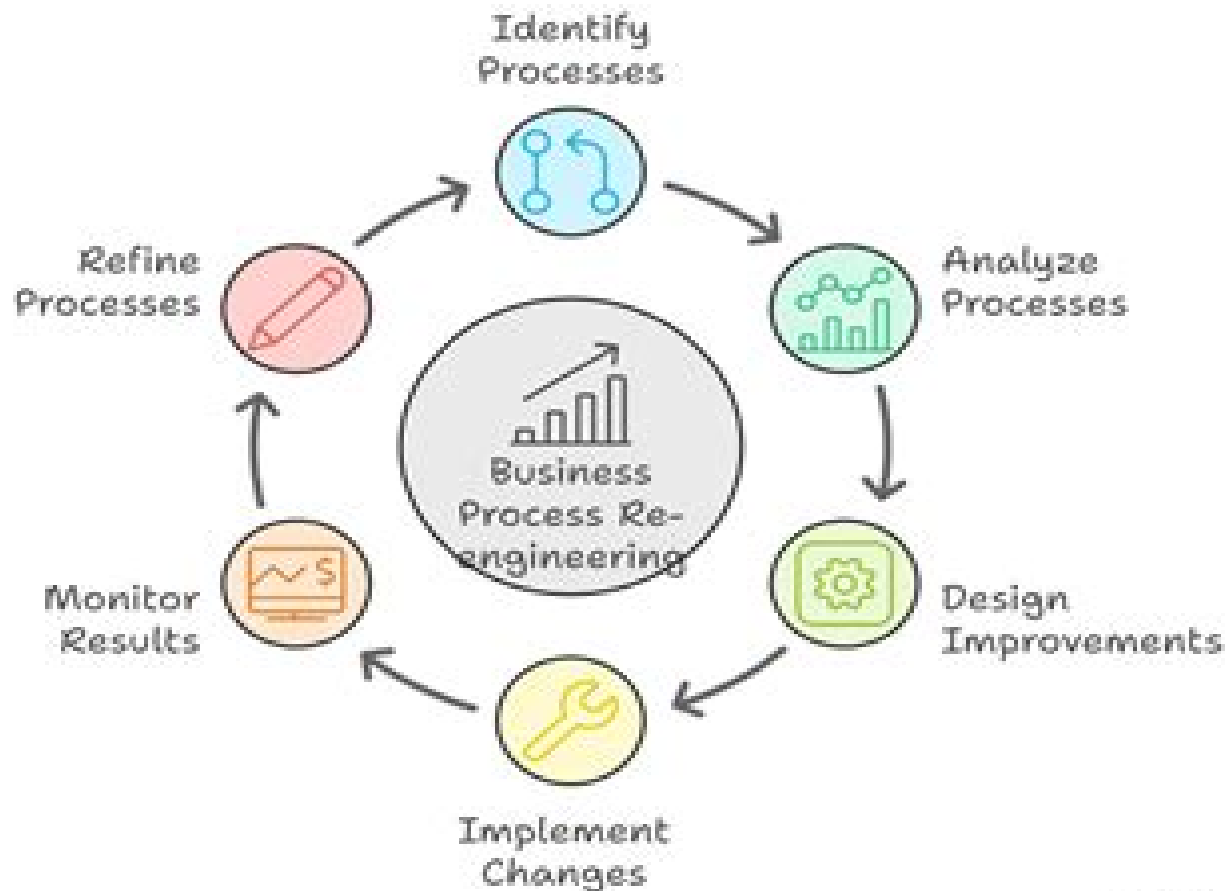 Identify
Processes
Analyze
Processes
Design
Improvements
Implement
Changes
Monitor
Results
Refine
Processes
Business
Process Re-
engineering
S